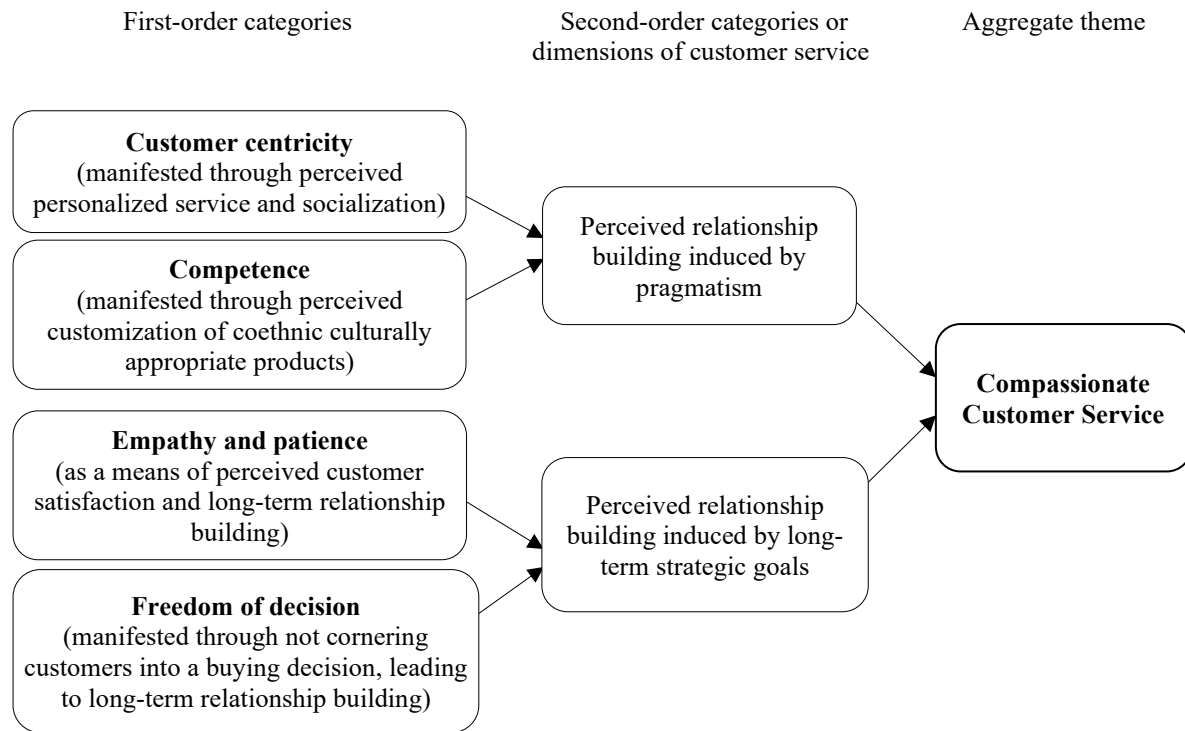 First-order categories
Second-order categories or
dimensions of customer service
Aggregate theme
Customer centricity
(manifested through perceived
personalized service and socialization)
Competence
(manifested through perceived
customization of coethnic culturally
appropriate products)
Empathy and patience
(as a means of perceived customer
satisfaction and long-term relationship
building)
Freedom of decision
(manifested through not cornering
customers into a buying decision, leading
to long-term relationship building)
Perceived relationship
building induced by
pragmatism
Perceived relationship
building induced by long-
term strategic goals
Compassionate
Customer Service